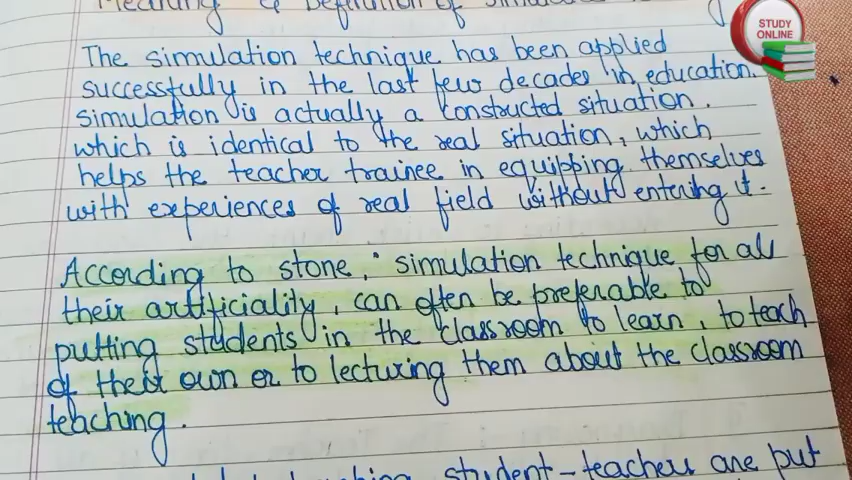 Meaning & Definition of
STUDY
ONLINE
The simulation technique has been applied
successfully in the last few decades in education.
simulation is actually a constructed situation.
which is identical to the real situation, which
helps the teacher trainee in equipping themselves
with experiences of real field without entering it.
According to stone, "simulation technique for all
their artificiality, can often be preferable to
putting students in the classroom to learn, to teach
of their own or to lecturing them about the classroom
teaching.
student-teachers are put